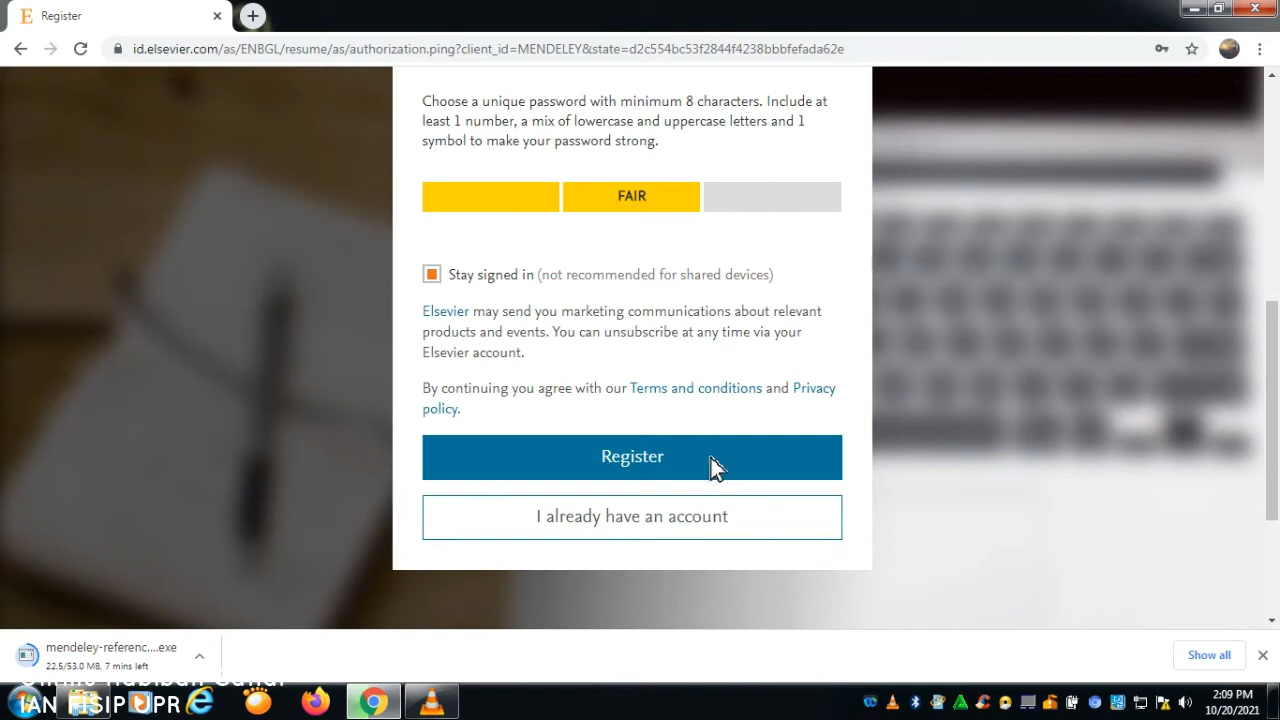 Register
id.elsevier.com/as/ENBGL/resume/as/authorization.ping?client_id=MENDELEY&state=d2c554bc53f2844f4238bbbfefada62e
Choose a unique password with minimum 8 characters. Include at
least 1 number, a mix of lowercase and uppercase letters and 1
symbol to make your password strong.
FAIR
Stay signed in (not recommended for shared devices)
Elsevier may send you marketing communications about relevant
products and events. You can unsubscribe at any time via your
Elsevier account.
By continuing you agree with our Terms and conditions and Privacy
policy.
Register
I already have an account
mendeley-referenc....exe
22.5/53.0 MB, 7 mins left
Show all
IAN FISIP UPR
2:09 PM
10/20/2021